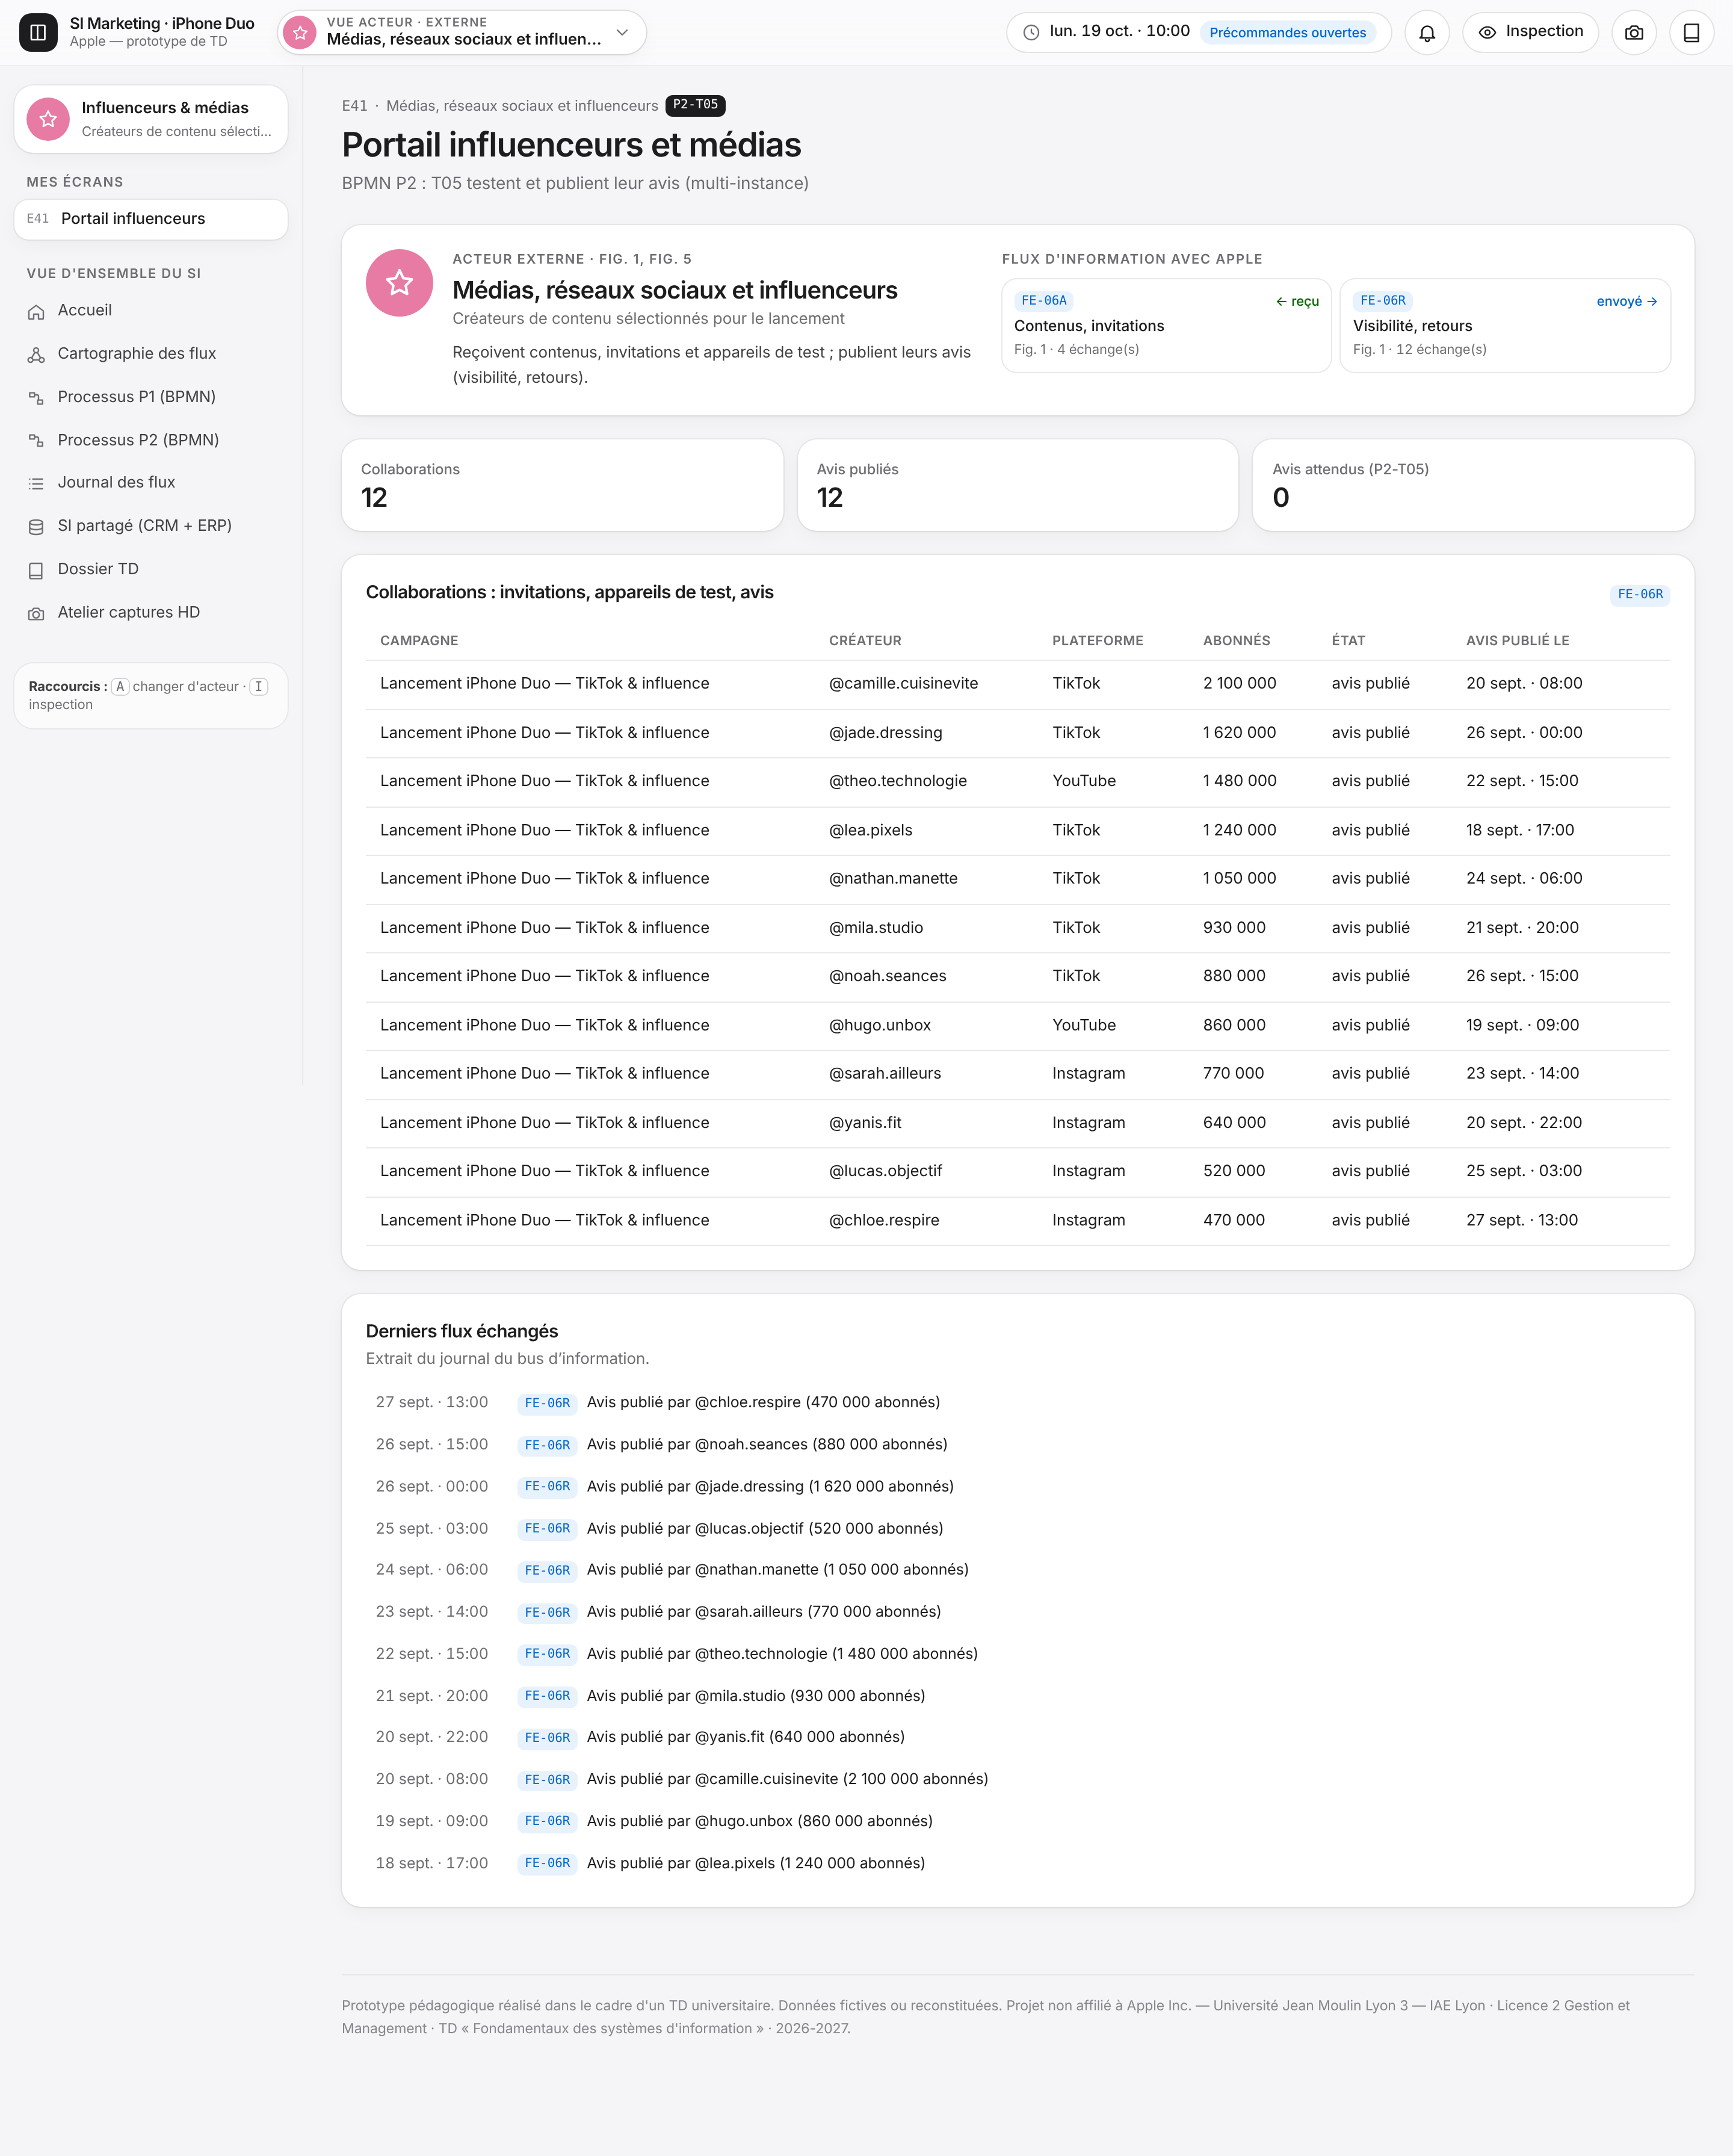 SI Marketing · iPhone Duo
Apple — prototype de TD
VUE ACTEUR · EXTERNE
Médias, réseaux sociaux et influen...
lun. 19 oct. · 10:00 Précommandes ouvertes
Inspection
Influenceurs & médias
Créateurs de contenu sélecti...
MES ÉCRANS
E41 Portail influenceurs
VUE D'ENSEMBLE DU SI
Accueil
Cartographie des flux
Processus P1 (BPMN)
Processus P2 (BPMN)
Journal des flux
SI partagé (CRM + ERP)
Dossier TD
Atelier captures HD
Raccourcis : A changer d'acteur · I
inspection
E41 · Médias, réseaux sociaux et influenceurs P2-T05
Portail influenceurs et médias
BPMN P2 : T05 testent et publient leur avis (multi-instance)
ACTEUR EXTERNE · FIG. 1, FIG. 5
Médias, réseaux sociaux et influenceurs
Créateurs de contenu sélectionnés pour le lancement
Reçoivent contenus, invitations et appareils de test ; publient leurs avis
(visibilité, retours).
FLUX D'INFORMATION AVEC APPLE
FE-06A ← reçu
Contenus, invitations
Fig. 1 · 4 échange(s)
FE-06R envoyé →
Visibilité, retours
Fig. 1 · 12 échange(s)
Collaborations
12
Avis publiés
12
Avis attendus (P2-T05)
0
Collaborations : invitations, appareils de test, avis FE-06R
CAMPAGNE CRÉATEUR PLATEFORME ABONNÉS ÉTAT AVIS PUBLIÉ LE
Lancement iPhone Duo — TikTok & influence @camille.cuisinevite TikTok 2 100 000 avis publié 20 sept. · 08:00
Lancement iPhone Duo — TikTok & influence @jade.dressing TikTok 1 620 000 avis publié 26 sept. · 00:00
Lancement iPhone Duo — TikTok & influence @theo.technologie YouTube 1 480 000 avis publié 22 sept. · 15:00
Lancement iPhone Duo — TikTok & influence @lea.pixels TikTok 1 240 000 avis publié 18 sept. · 17:00
Lancement iPhone Duo — TikTok & influence @nathan.manette TikTok 1 050 000 avis publié 24 sept. · 06:00
Lancement iPhone Duo — TikTok & influence @mila.studio TikTok 930 000 avis publié 21 sept. · 20:00
Lancement iPhone Duo — TikTok & influence @noah.seances TikTok 880 000 avis publié 26 sept. · 15:00
Lancement iPhone Duo — TikTok & influence @hugo.unbox YouTube 860 000 avis publié 19 sept. · 09:00
Lancement iPhone Duo — TikTok & influence @sarah.ailleurs Instagram 770 000 avis publié 23 sept. · 14:00
Lancement iPhone Duo — TikTok & influence @yanis.fit Instagram 640 000 avis publié 20 sept. · 22:00
Lancement iPhone Duo — TikTok & influence @lucas.objectif Instagram 520 000 avis publié 25 sept. · 03:00
Lancement iPhone Duo — TikTok & influence @chloe.respire Instagram 470 000 avis publié 27 sept. · 13:00
Derniers flux échangés
Extrait du journal du bus d’information.
27 sept. · 13:00 FE-06R Avis publié par @chloe.respire (470 000 abonnés)
26 sept. · 15:00 FE-06R Avis publié par @noah.seances (880 000 abonnés)
26 sept. · 00:00 FE-06R Avis publié par @jade.dressing (1 620 000 abonnés)
25 sept. · 03:00 FE-06R Avis publié par @lucas.objectif (520 000 abonnés)
24 sept. · 06:00 FE-06R Avis publié par @nathan.manette (1 050 000 abonnés)
23 sept. · 14:00 FE-06R Avis publié par @sarah.ailleurs (770 000 abonnés)
22 sept. · 15:00 FE-06R Avis publié par @theo.technologie (1 480 000 abonnés)
21 sept. · 20:00 FE-06R Avis publié par @mila.studio (930 000 abonnés)
20 sept. · 22:00 FE-06R Avis publié par @yanis.fit (640 000 abonnés)
20 sept. · 08:00 FE-06R Avis publié par @camille.cuisinevite (2 100 000 abonnés)
19 sept. · 09:00 FE-06R Avis publié par @hugo.unbox (860 000 abonnés)
18 sept. · 17:00 FE-06R Avis publié par @lea.pixels (1 240 000 abonnés)
Prototype pédagogique réalisé dans le cadre d'un TD universitaire. Données fictives ou reconstituées. Projet non affilié à Apple Inc. — Université Jean Moulin Lyon 3 — IAE Lyon · Licence 2 Gestion et
Management · TD « Fondamentaux des systèmes d'information » · 2026-2027.